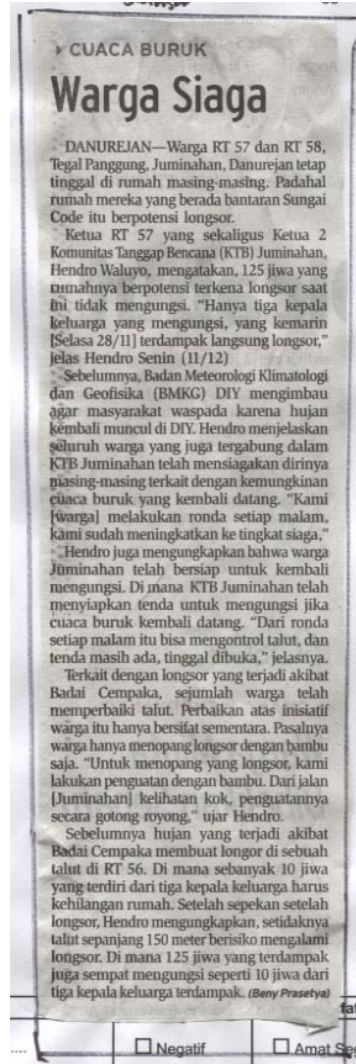 CUACA BURUK
Warga Siaga
DANUREJAN—Warga RT 57 dan RT 58,
Tegal Panggung, Juminahan, Danurejan tetap
tinggal di rumah masing-masing. Padahal
rumah mereka yang berada bantaran Sungai
Code itu berpotensi longsor.
Ketua RT 57 yang sekaligus Ketua 2
Komunitas Tanggap Bencana (KTB) Juminahan,
Hendro Waluyo, mengatakan, 125 jiwa yang
rumahnya berpotensi terkena longsor saat
ini tidak mengungsi. “Hanya tiga kepala
keluarga yang mengungsi, yang kemarin
[Selasa 28/11] terdampak langsung longsor,”
jelas Hendro Senin (11/12)
Sebelumnya, Badan Meteorologi Klimatologi
dan Geofisika (BMKG) DIY mengimbau
agar masyarakat waspada karena hujan
kembali muncul di DIY. Hendro menjelaskan
seluruh warga yang juga tergabung dalam
KTB Juminahan telah mensiagakan dirinya
masing-masing terkait dengan kemungkinan
cuaca buruk yang kembali datang. “Kami
[warga] melakukan ronda setiap malam,
kami sudah meningkatkan ke tingkat siaga,”
Hendro juga mengungkapkan bahwa warga
Juminahan telah bersiap untuk kembali
mengungsi. Di mana KTB Juminahan telah
menyiapkan tenda untuk mengungsi jika
cuaca buruk kembali datang. “Dari ronda
setiap malam itu bisa mengontrol talut, dan
tenda masih ada, tinggal dibuka,” jelasnya.
Terkait dengan longsor yang terjadi akibat
Badai Cempaka, sejumlah warga telah
memperbaiki talut. Perbaikan atas inisiatif
warga itu hanya bersifat sementara. Pasalnya
warga hanya menopang longsor dengan bambu
saja. “Untuk menopang yang longsor, kami
lakukan penguatan dengan bambu. Dari jalan
[Juminahan] kelihatan kok, penguatannya
secara gotong royong,” ujar Hendro.
Sebelumnya hujan yang terjadi akibat
Badai Cempaka membuat longor di sebuah
talut di RT 56. Di mana sebanyak 10 jiwa
yang terdiri dari tiga kepala keluarga harus
kehilangan rumah. Setelah sepekan setelah
longsor, Hendro mengungkapkan, setidaknya
talut sepanjang 150 meter berisiko mengalami
longsor. Di mana 125 jiwa yang terdampak
juga sempat mengungsi seperti 10 jiwa dari
tiga kepala keluarga terdampak. (Beny Prasetya)
Negatif
Amat